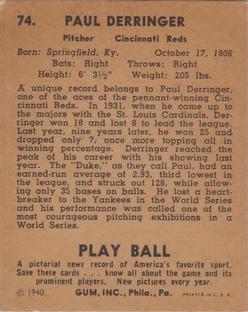 74. PAUL DERRINGER
Pitcher Cincinnati Reds
Born: Springfield, Ky. October 17, 1906
Bats: Right Throws: Right
Height: 6' 3½" Weight: 205 lbs.
A unique record belongs to Paul Derringer,
one of the aces of the pennant-winning Cin-
cinnati Reds. In 1931, when he came up to
the majors with the St. Louis Cardinals, Der-
ringer won 18 and lost 8 to lead the League.
Last year, nine years later, he won 25 and
dropped only 7, once more topping all in
winning percentage. Derringer reached the
peak of his career with his showing last
year. The "Duke," as they call Paul, had an
earned-run average of 2.93, third lowest in
the league, and struck out 128, while allow-
ing only 35 bases on balls. He lost a heart-
breaker to the Yankees in the World Series
and his performance was called one of the
most courageous pitching exhibitions in a
World Series.
PLAY BALL
A pictorial news record of America's favorite sport.
Save these cards . . . know all about the game and its
prominent players. New pictures every year.
© 1940, GUM, INC., Phila., Pa. PRINTED IN U. S. A.